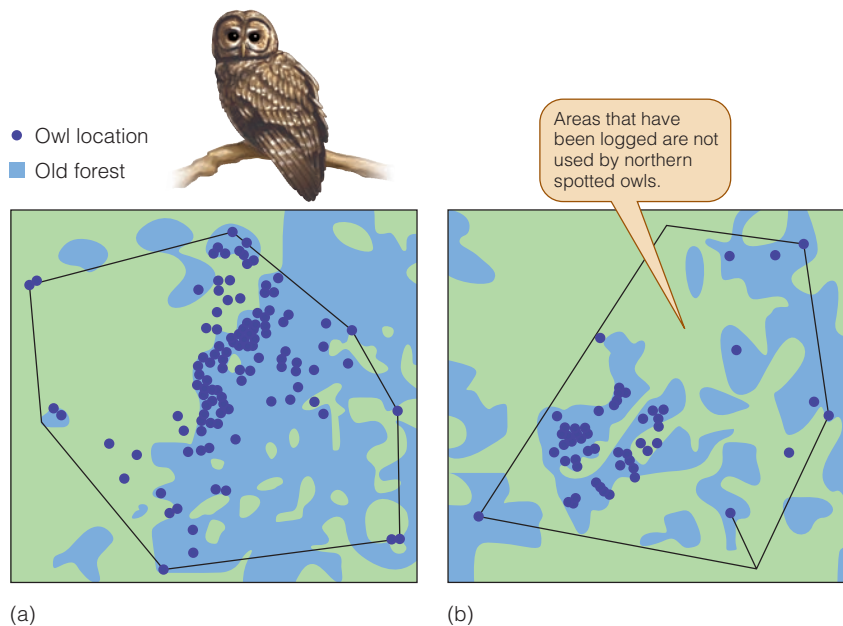 Owl location
Old forest
Areas that have
been logged are not
used by northern
spotted owls.
(a)
(b)